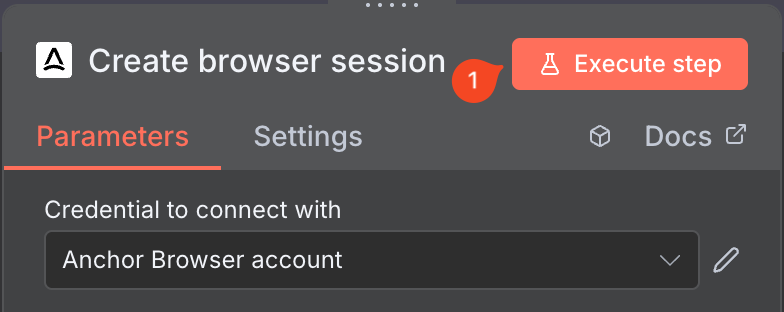 Create browser session
1
Execute step
Parameters
Settings
Docs
Credential to connect with
Anchor Browser account